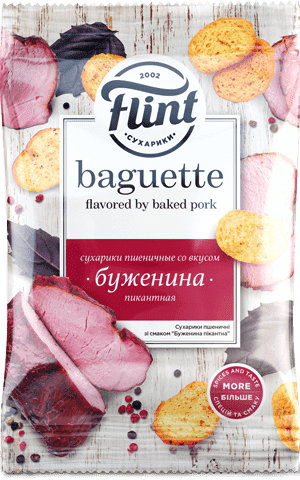 2002
flint
•СУХАРИКИ•
baguette
flavored by baked pork
сухарики пшеничные со вкусом
• буженина •
пикантная
Сухарики пшеничні
зі смаком "Буженина пікантна"
SPICES AND TASTE
MORE
БІЛЬШЕ
СПЕЦІЙ ТА СМАКУ